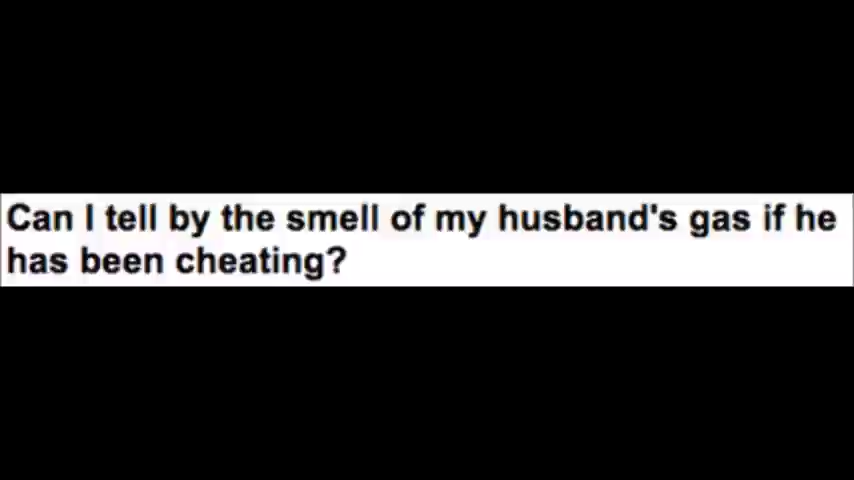 Can I tell by the smell of my husband's gas if he
has been cheating?